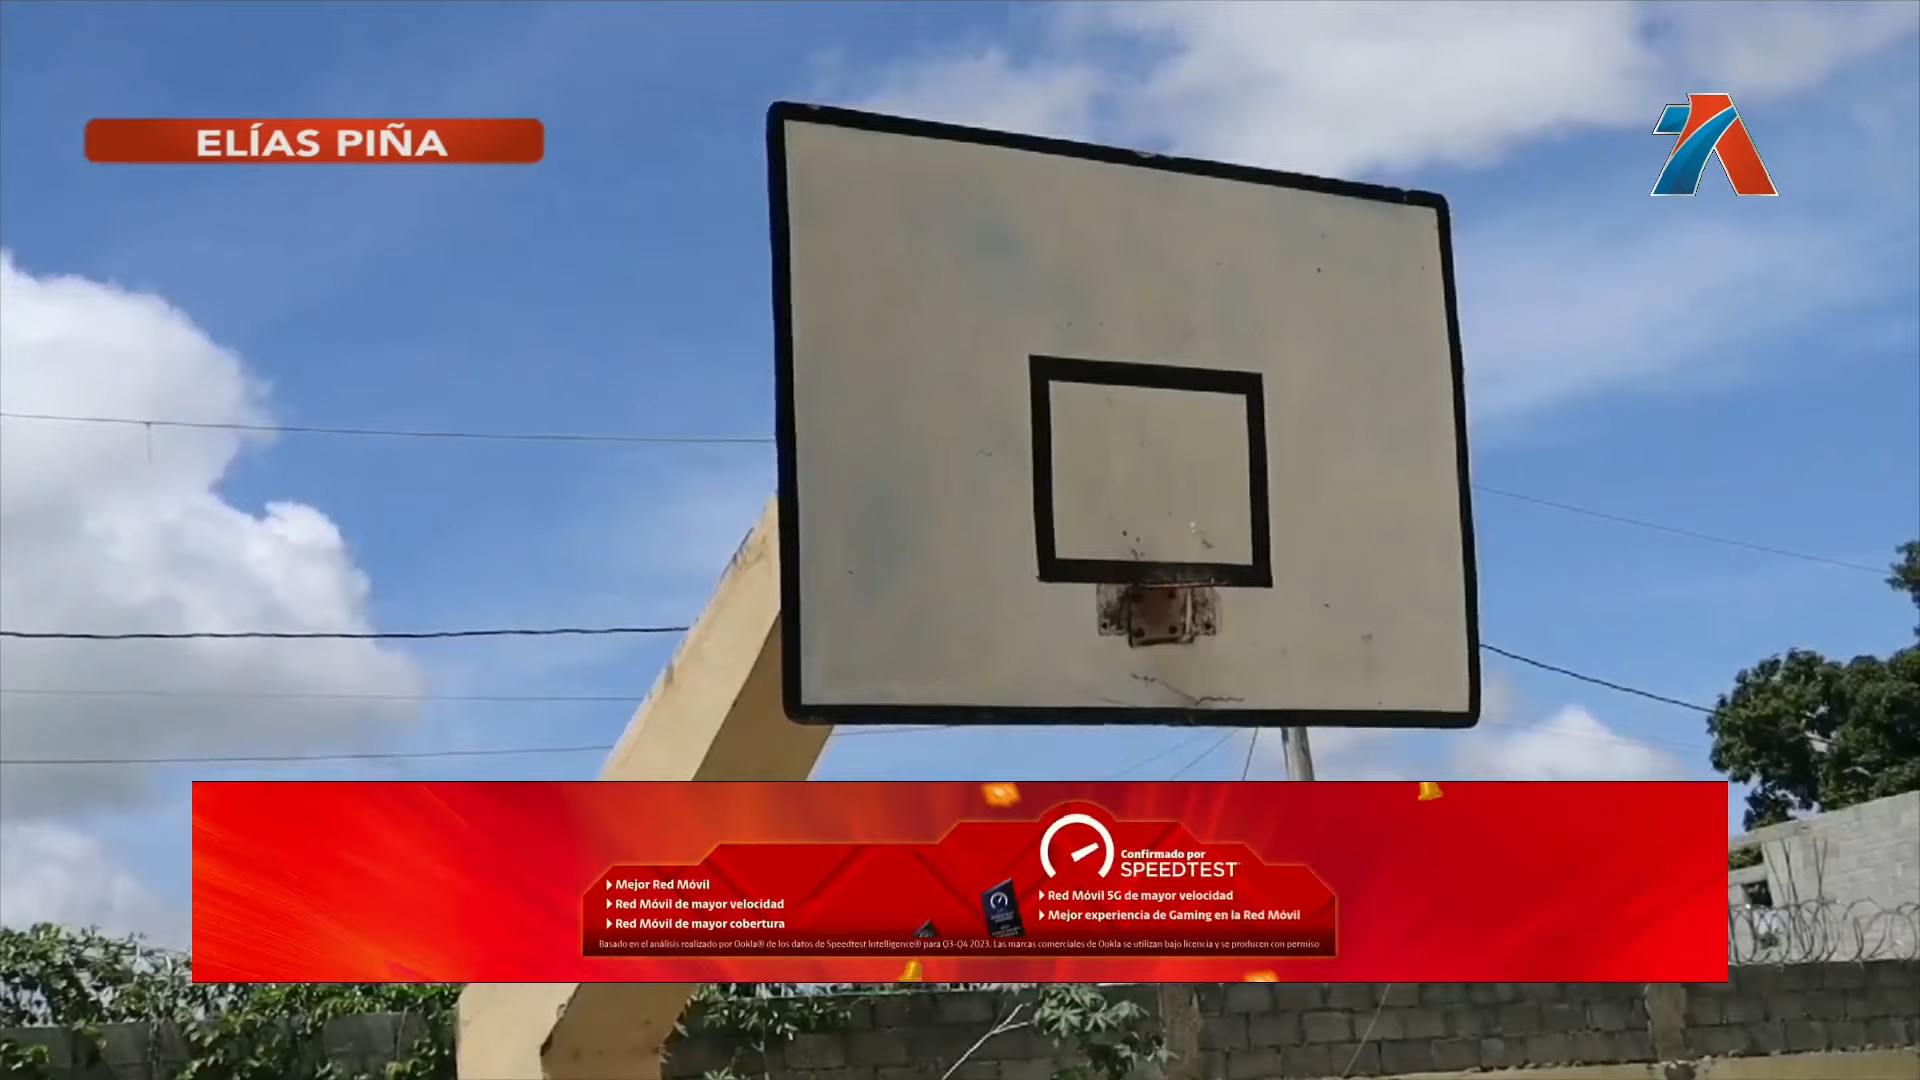 ELÍAS PIÑA
Confirmado por
SPEEDTEST
Mejor Red Móvil
Red Móvil de mayor velocidad
Red Móvil de mayor cobertura
Red Móvil 5G de mayor velocidad
Mejor experiencia de Gaming en la Red Móvil
Basado en el análisis realizado por Ookla® de los datos de Speedtest Intelligence® para Q3-Q4 2023. Las marcas comerciales de Ookla se utilizan bajo licencia y se producen con permiso